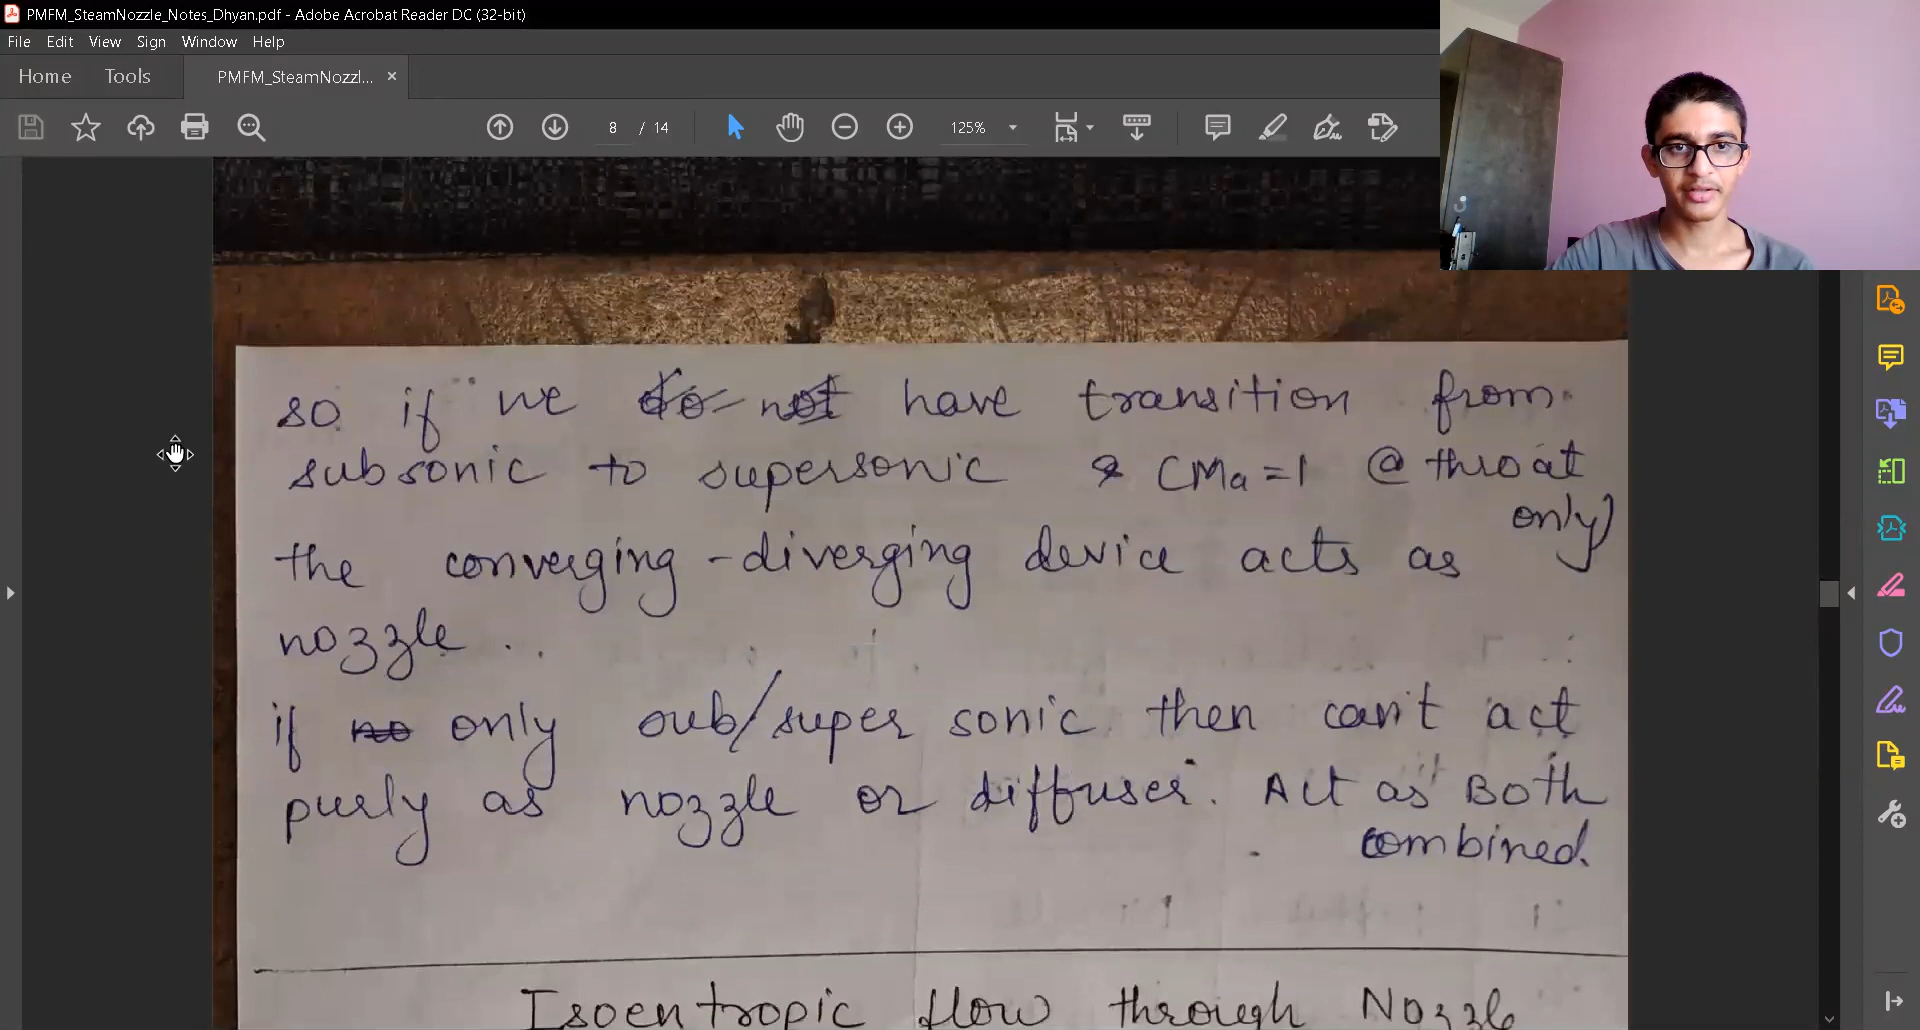 PMFM_SteamNozzle_Notes_Dhyan.pdf - Adobe Acrobat Reader DC (32-bit)
File Edit View Sign Window Help
Home Tools PMFM_SteamNozzl... ×
8 / 14 125%
so if we do not have transition from
subsonic to supersonic & (Ma=1 @ throat
only)
the converging-diverging device acts as
nozzle ..
if no only sub/super sonic then can't act
purly as nozzle or diffuser. Act as Both
combined.
Isoentropic flow through Nozzle